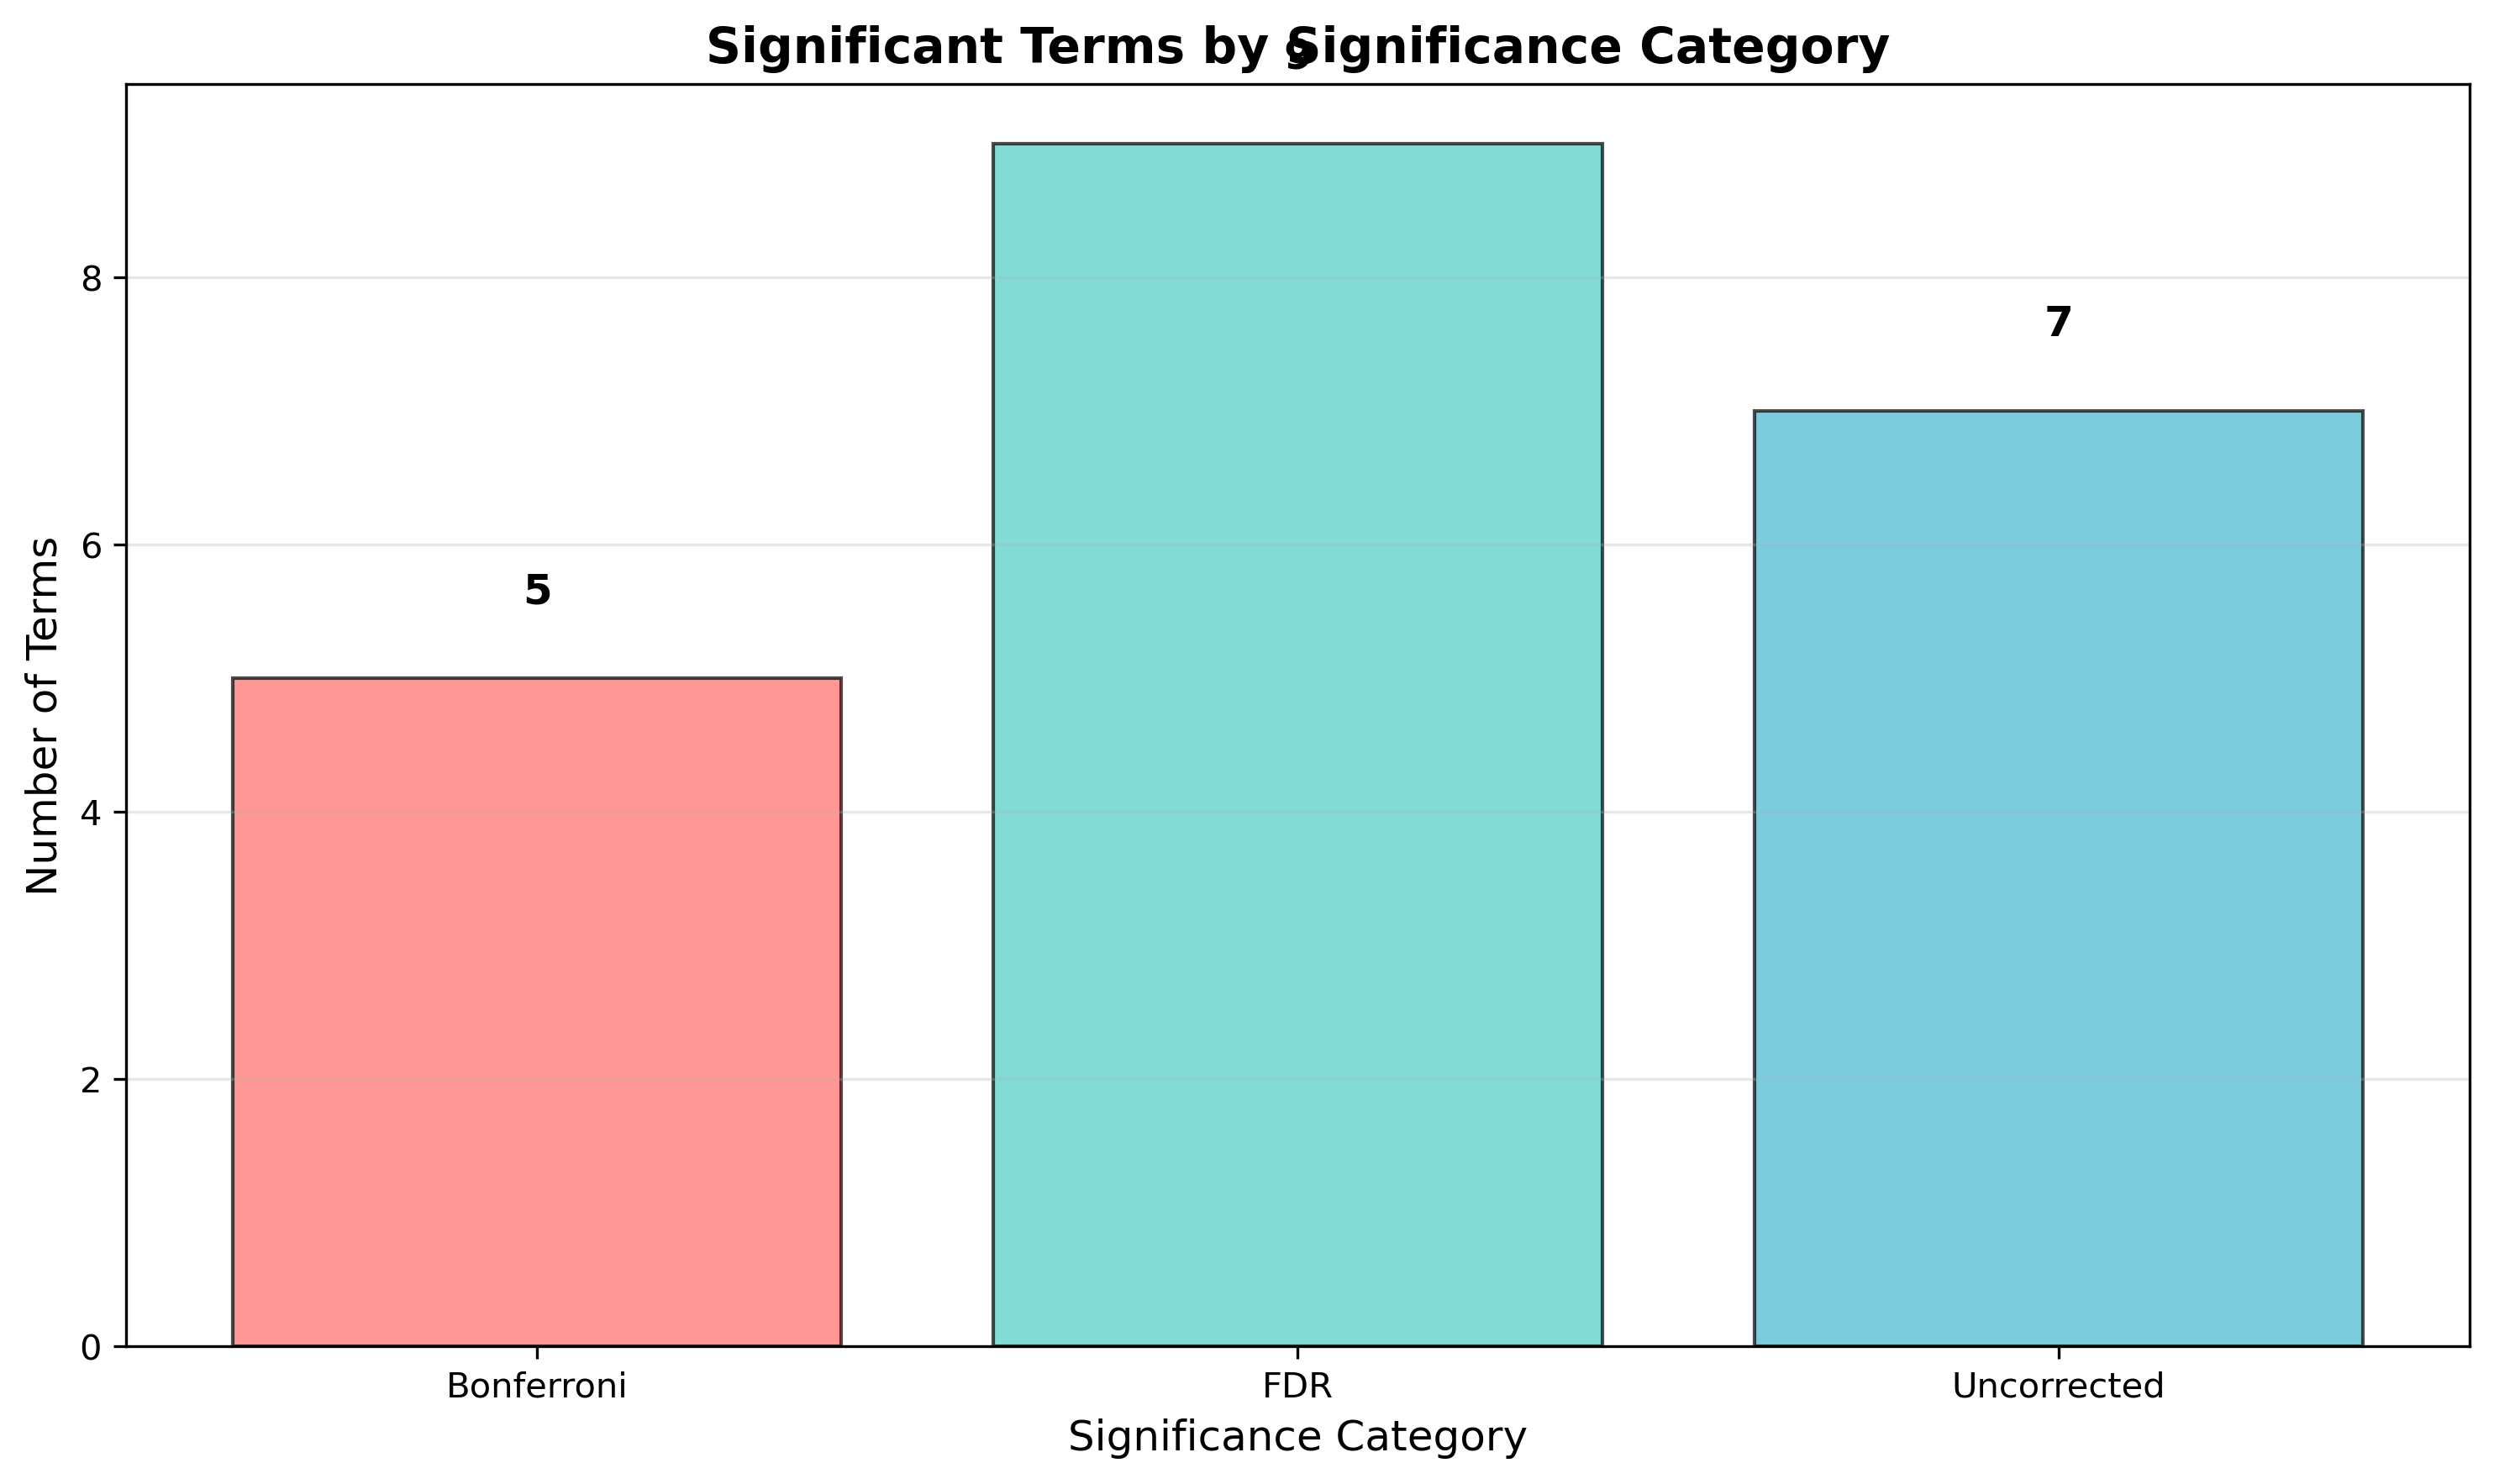 Significant Terms by Significance Category
9
8
7
6
5
4
2
0
Number of Terms
Bonferroni
FDR
Uncorrected
Significance Category